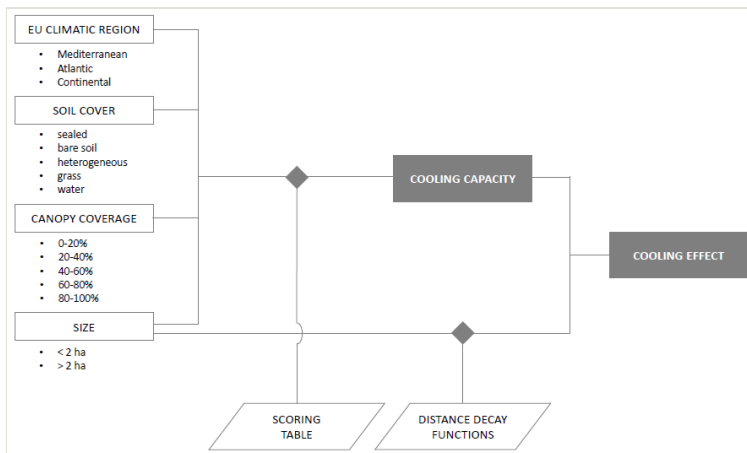 EU CLIMATIC REGION
• Mediterranean
• Atlantic
• Continental
SOIL COVER
• sealed
• bare soil
• heterogeneous
• grass
• water
CANOPY COVERAGE
• 0-20%
• 20-40%
• 40-60%
• 60-80%
• 80-100%
SIZE
• < 2 ha
• > 2 ha
COOLING CAPACITY
COOLING EFFECT
SCORING
TABLE
DISTANCE DECAY
FUNCTIONS